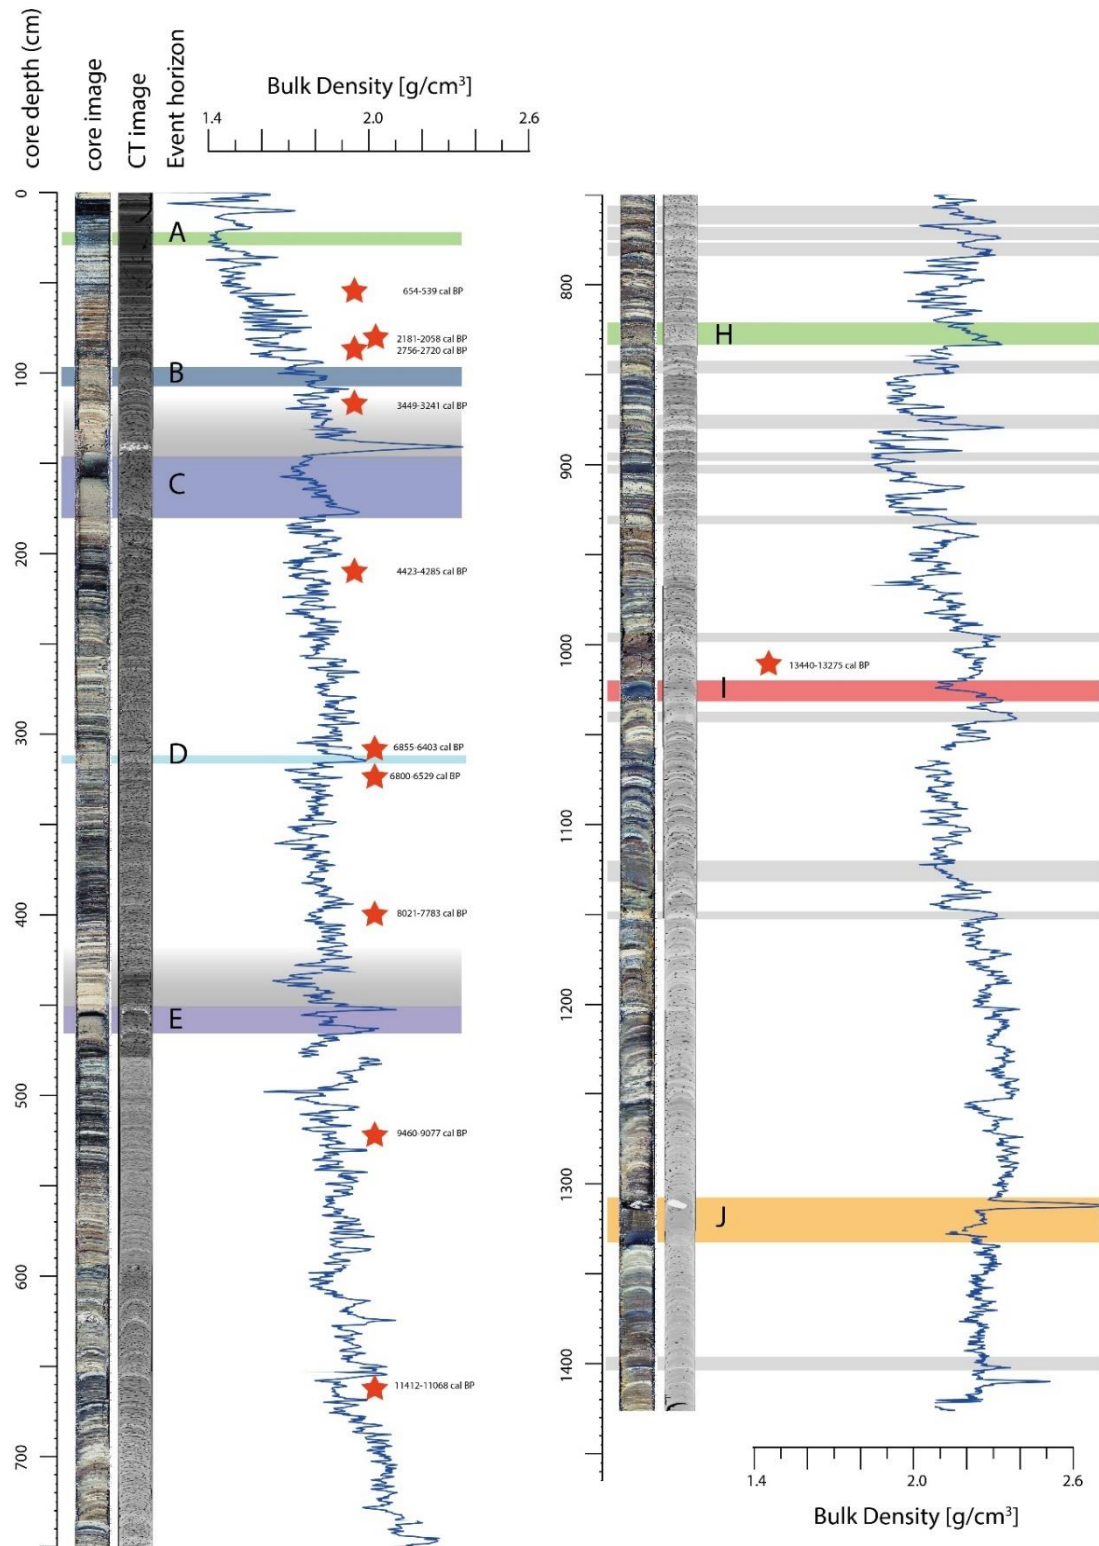 core depth (cm)
core image
CT image
Event horizon
Bulk Density [g/cm³]
1.4 2.0 2.6
0
A
654-539 cal BP
2181-2058 cal BP
2756-2720 cal BP
100
B
3449-3241 cal BP
C
200
4423-4285 cal BP
300
D
6855-6403 cal BP
6800-6529 cal BP
400
8021-7783 cal BP
E
500
9460-9077 cal BP
600
11412-11068 cal BP
700
800
H
900
1000
13440-13275 cal BP
I
1100
1200
1300
J
1400
1.4 2.0 2.6
Bulk Density [g/cm³]